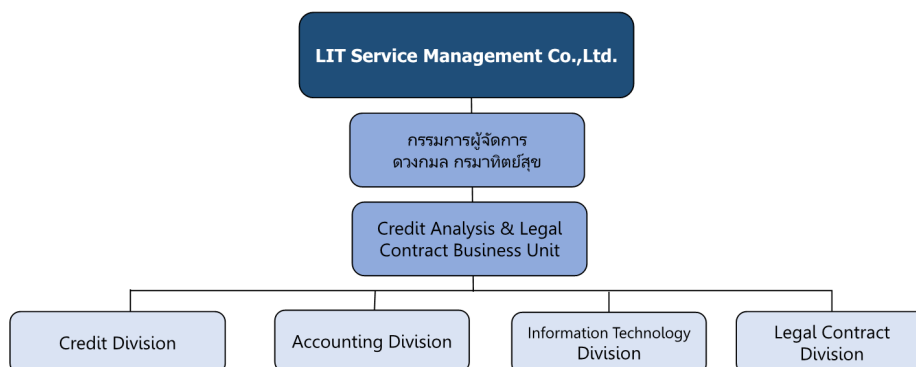 LIT Service Management Co.,Ltd.
กรรมการผู้จัดการ
ดวงกมล กรมาทิตย์สุข
Credit Analysis & Legal
Contract Business Unit
Credit Division
Accounting Division
Information Technology
Division
Legal Contract
Division